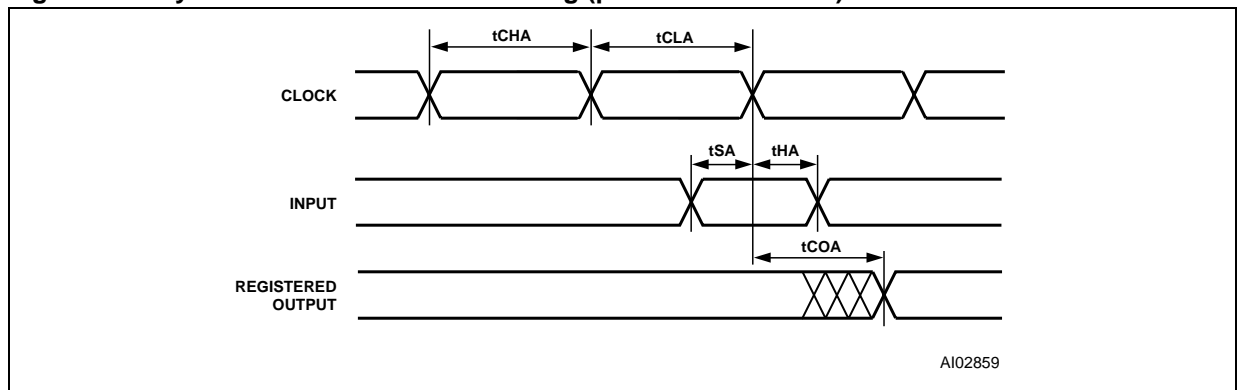 tCHA tCLA
CLOCK
tSA tHA
INPUT
tCOA
REGISTERED
OUTPUT
AI02859